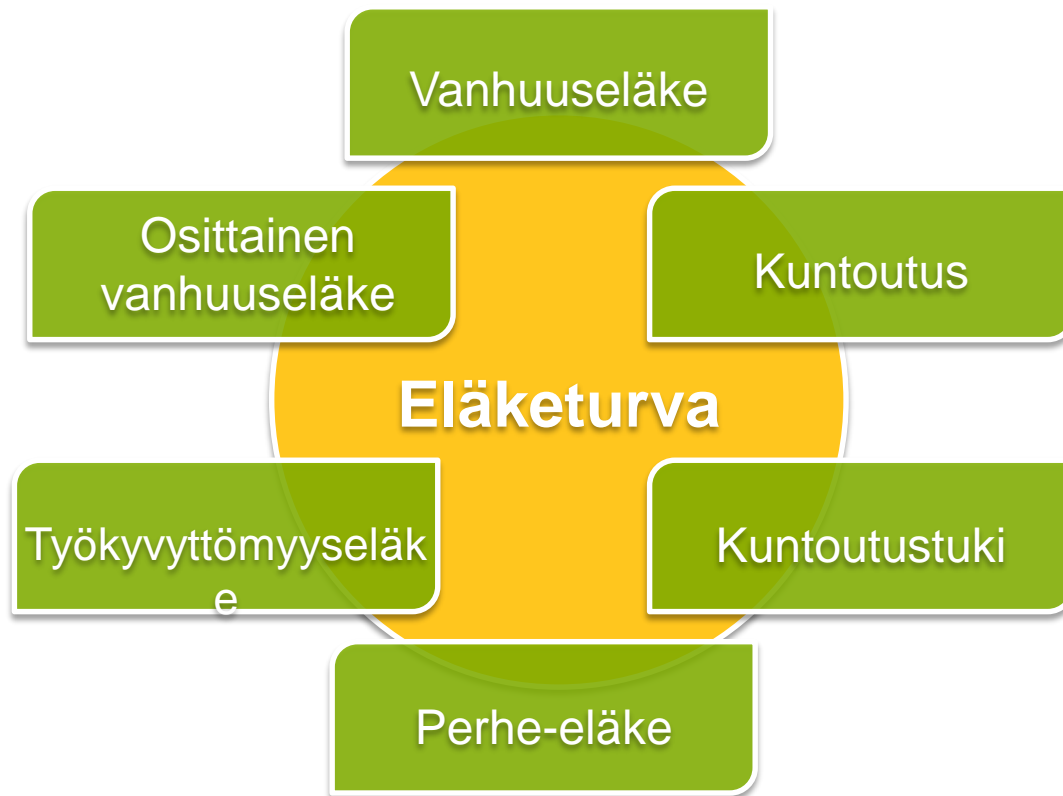 Vanhuuseläke
Osittainen
vanhuuseläke
Kuntoutus
Eläketurva
Työkyvyttömyyseläk
e
Kuntoutustuki
Perhe-eläke